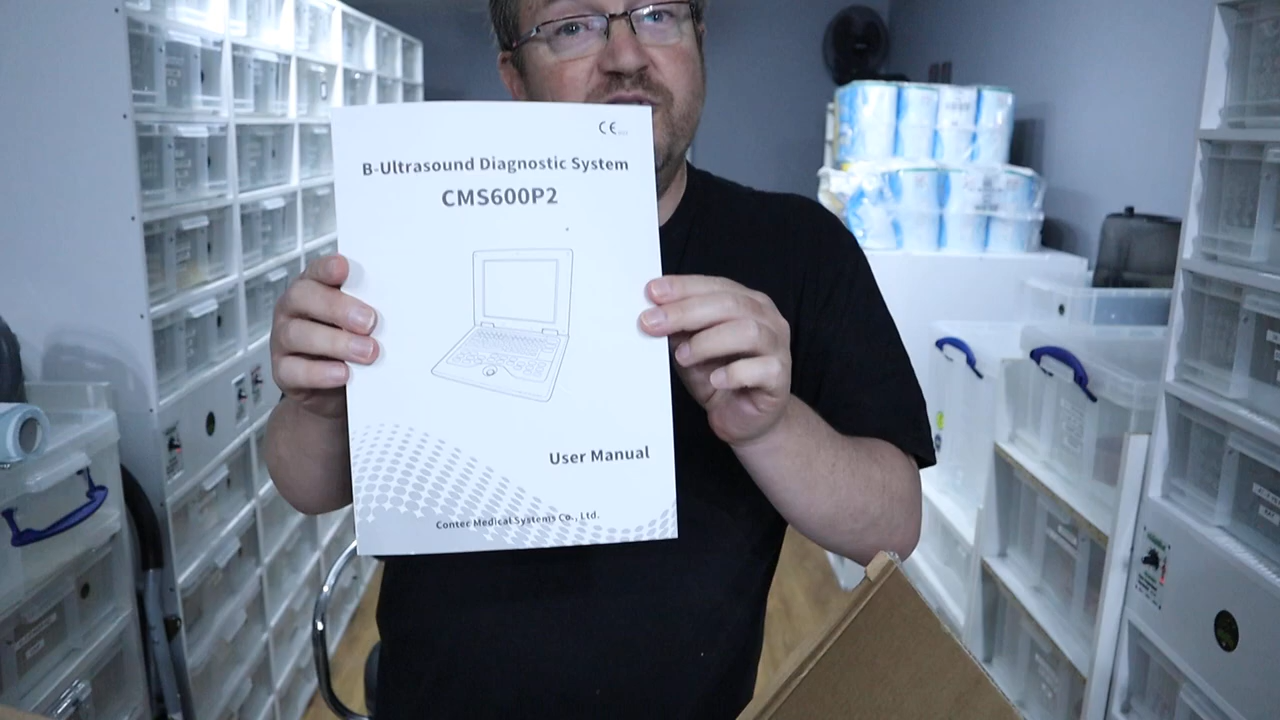 CE
B-Ultrasound Diagnostic System
CMS600P2
User Manual
Contec Medical Systems Co., Ltd.